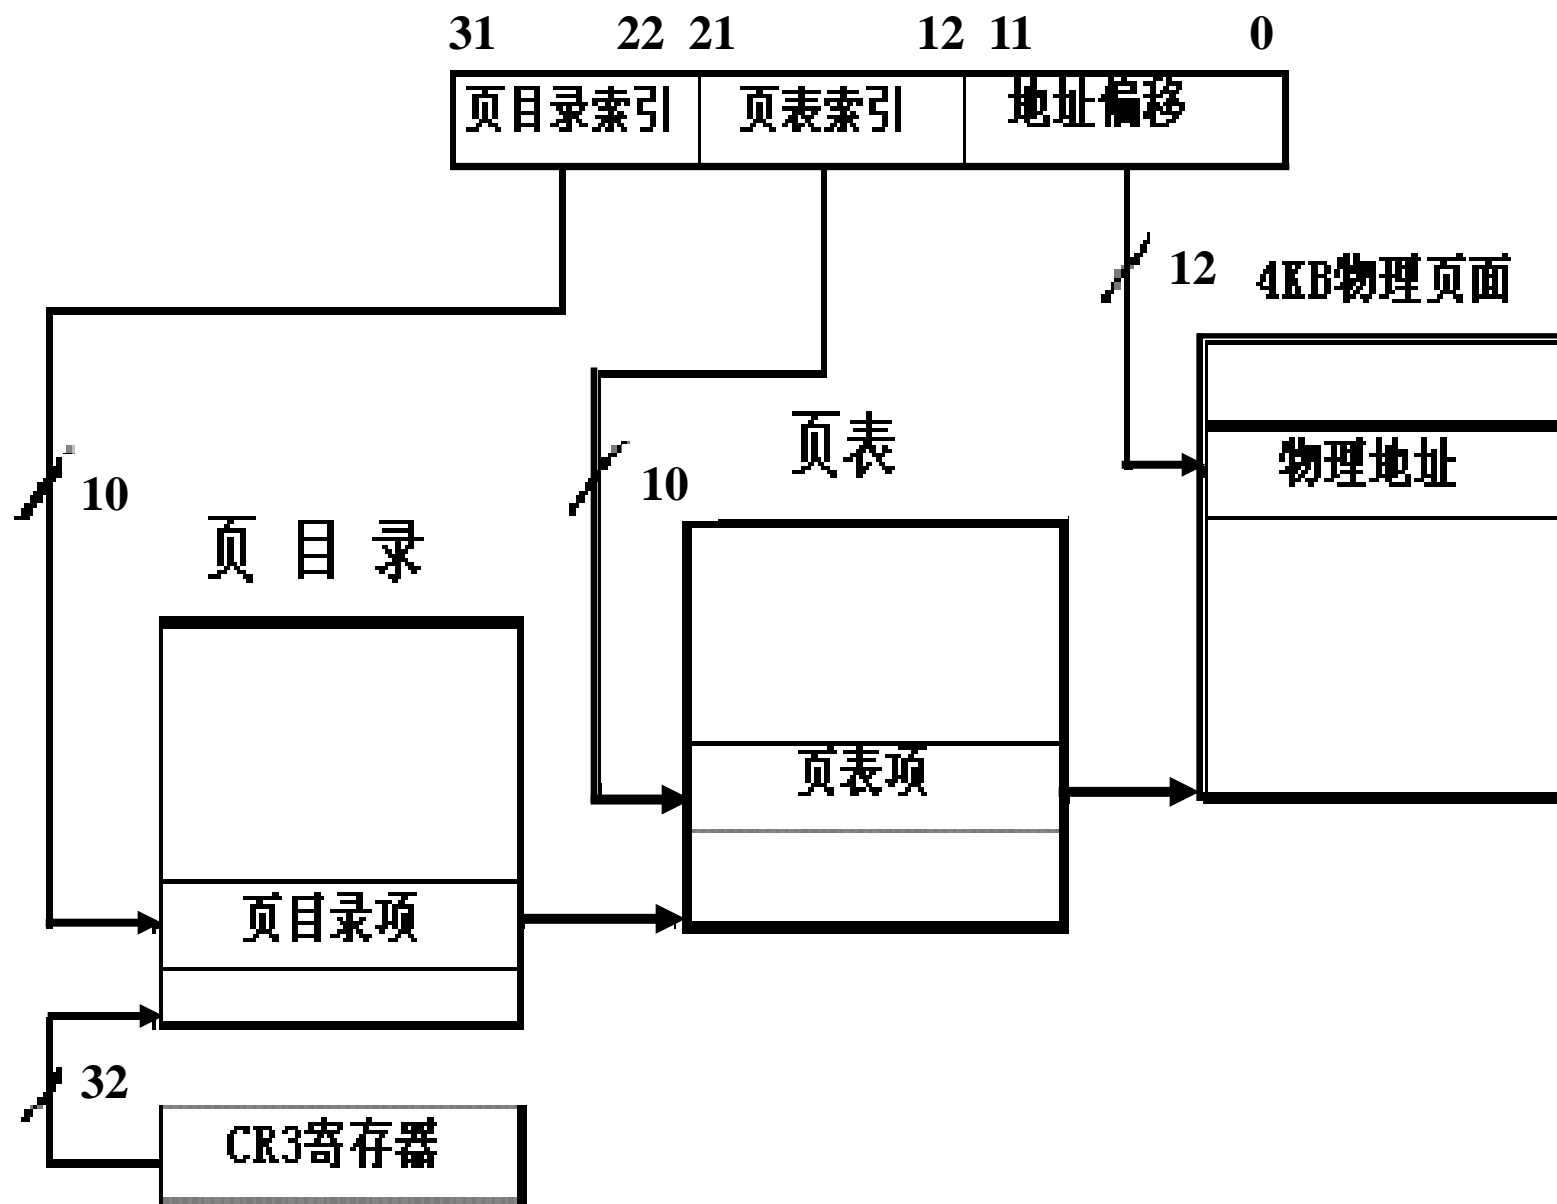 31 22 21 12 11 0
页目录索引 页表索引 地址偏移
12 4KB物理页面
页表
物理地址
10 10
页 目 录
页表项
页目录项
32
CR3寄存器